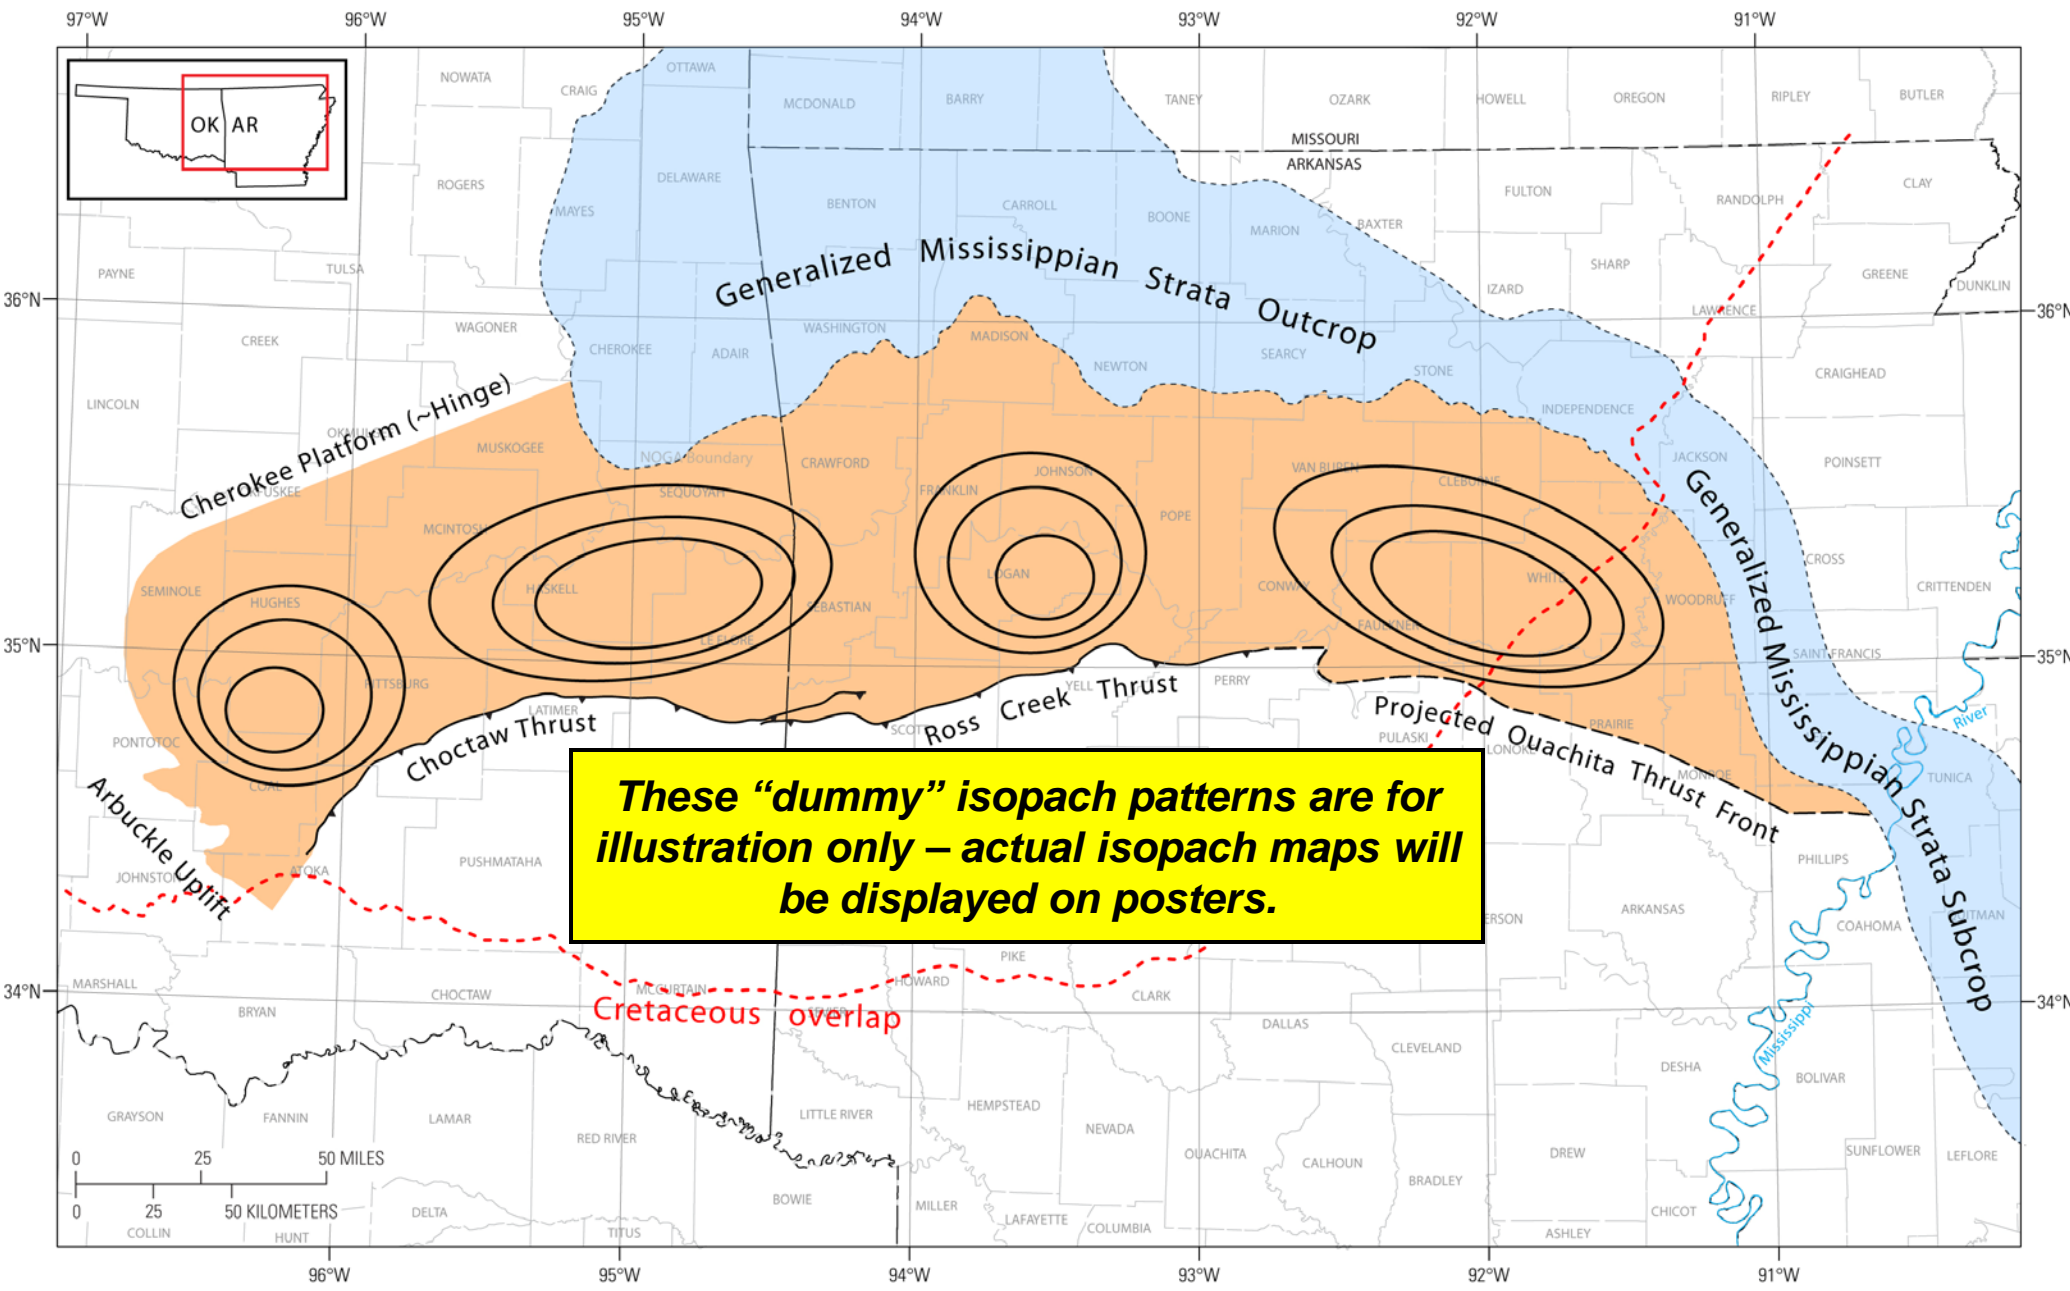 97°W 96°W 95°W 94°W 93°W 92°W 91°W
OTTAWA
NOWATA
CRAIG
MCDONALD
BARRY
TANEY
OZARK
HOWELL
OREGON
RIPLEY
BUTLER
OK AR
MISSOURI
ARKANSAS
ROGERS
DELAWARE
MAYES
BENTON
CARROLL
BOONE
MARION
BAXTER
FULTON
RANDOLPH
CLAY
Generalized Mississippian Strata Outcrop
PAYNE
TULSA
SHARP
IZARD
GREENE
DUNKLIN
36°N
36°N
LAWRENCE
WAGONER
CREEK
CHEROKEE
ADAIR
WASHINGTON
MADISON
NEWTON
SEARCY
STONE
CRAIGHEAD
Cherokee Platform (~Hinge)
LINCOLN
INDEPENDENCE
MUSKOGEE
NOGA Boundary
CRAWFORD
JACKSON
POINSETT
SEQUOYAH
FRANKLIN
JOHNSON
VAN BUREN
CLEBURNE
MCINTOSH
POPE
Generalized Mississippian Strata Subcrop
CROSS
SEMINOLE
HUGHES
HASKELL
LOGAN
CONWAY
WHITE
WOODRUFF
CRITTENDEN
SEBASTIAN
FAULKNER
LE FLORE
35°N
35°N
SAINT FRANCIS
PITTSBURG
YELL
PERRY
LATIMER
Choctaw Thrust
SCOTT
Ross Creek Thrust
Projected Ouachita Thrust Front
PRAIRIE
PULASKI
LONOKE
River
PONTOTOC
COAL
MONROE
TUNICA
Arbuckle Uplift
These “dummy” isopach patterns are for
illustration only – actual isopach maps will
be displayed on posters.
PUSHMATAHA
PHILLIPS
JOHNSTON
ATOKA
ERSON
ARKANSAS
COAHOMA
PIKE
MARSHALL
CHOCTAW
MCCURTAIN
HOWARD
CLARK
34°N
34°N
BRYAN
Cretaceous overlap
DALLAS
CLEVELAND
Mississippi
DESHA
BOLIVAR
GRAYSON
FANNIN
LAMAR
RED RIVER
LITTLE RIVER
HEMPSTEAD
NEVADA
OUACHITA
CALHOUN
DREW
SUNFLOWER
LEFLORE
0 25 50 MILES
0 25 50 KILOMETERS
BRADLEY
BOWIE
MILLER
DELTA
LAFAYETTE
COLUMBIA
CHICOT
COLLIN
HUNT
TITUS
ASHLEY
96°W 95°W 94°W 93°W 92°W 91°W